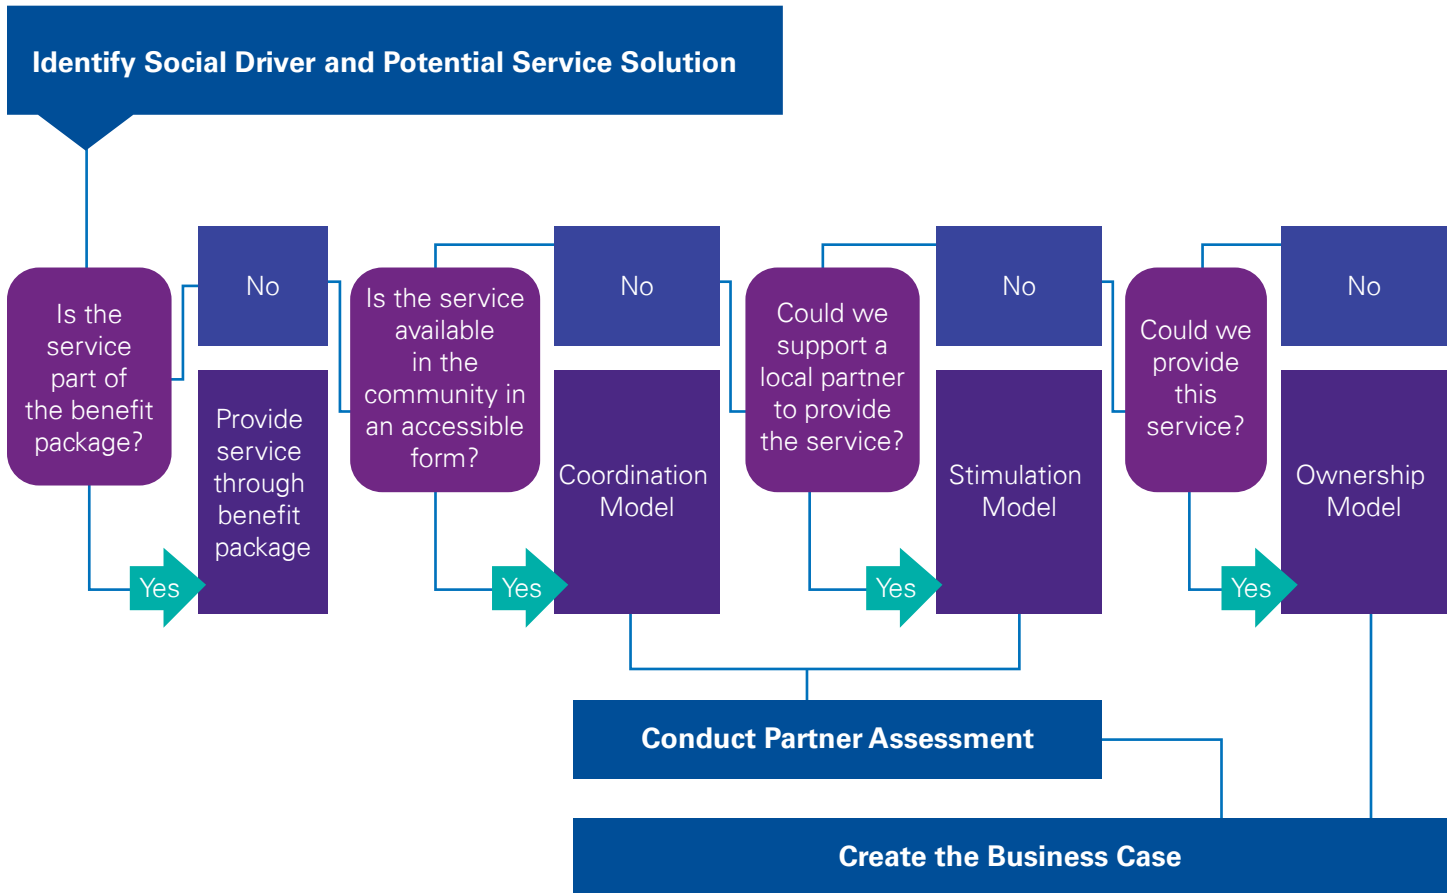 Identify Social Driver and Potential Service Solution
Is the
service
part of
the benefit
package?
No
Yes
Provide
service
through
benefit
package
Is the service
available
in the
community in
an accessible
form?
No
Yes
Coordination
Model
Could we
support a
local partner
to provide
the service?
No
Yes
Stimulation
Model
Could we
provide
this
service?
No
Yes
Ownership
Model
Conduct Partner Assessment
Create the Business Case